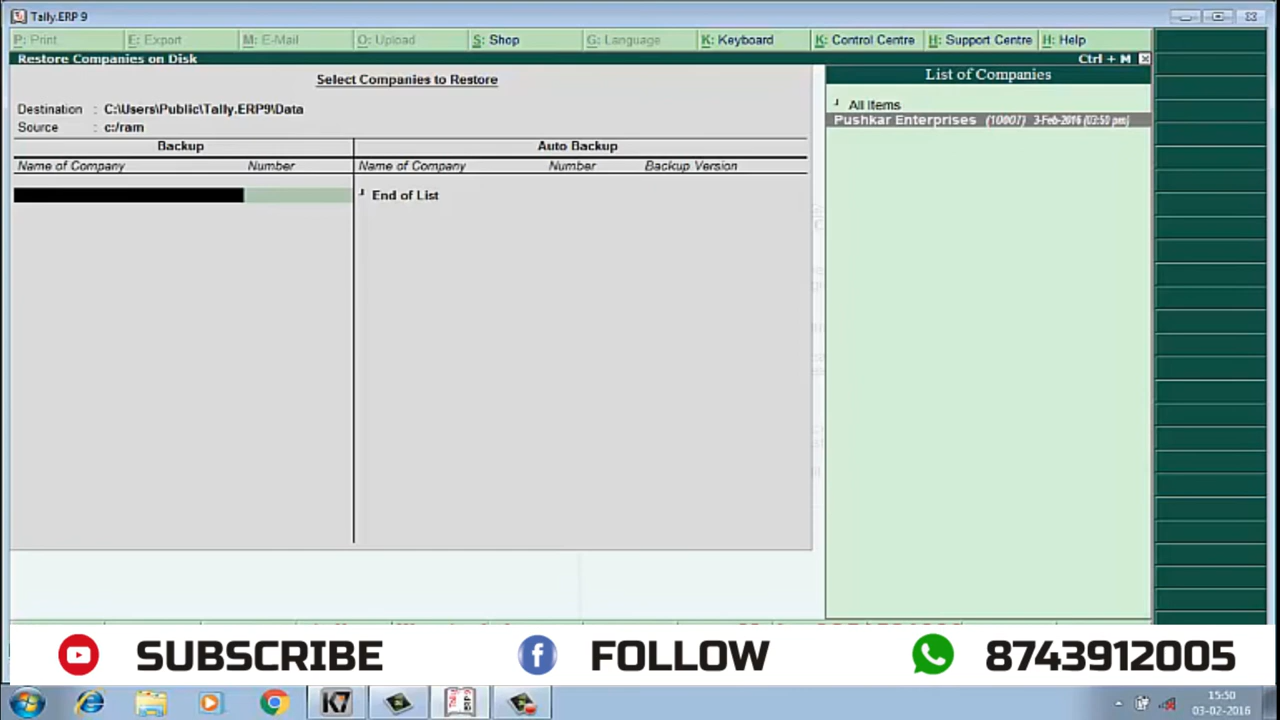 Tally.ERP 9
P: Print E: Export M: E-Mail O: Upload S: Shop G: Language K: Keyboard K: Control Centre H: Support Centre H: Help
Restore Companies on Disk Ctrl + M
Select Companies to Restore
Destination : C:\Users\Public\Tally.ERP9\Data
Source : c:/ram
Backup Auto Backup
Name of Company Number Name of Company Number Backup Version
End of List
List of Companies
All Items
Pushkar Enterprises (10007) 3-Feb-2016 (03:50 pm)
SUBSCRIBE FOLLOW 8743912005
K7
15:50
03-02-2016